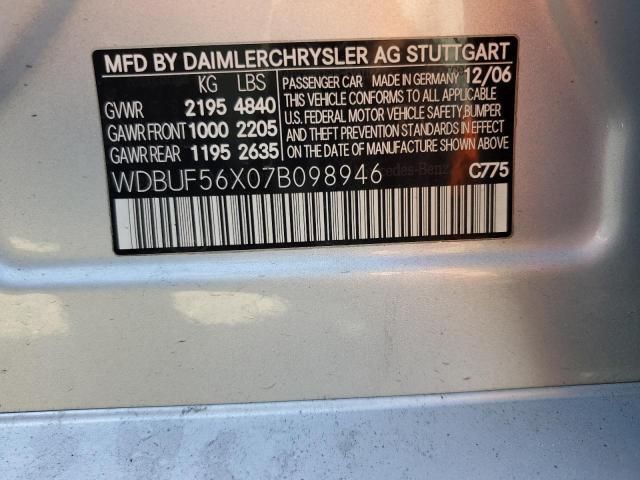 MFD BY DAIMLERCHRYSLER AG STUTTGART
KG LBS
GVWR 2195 4840
GAWR FRONT 1000 2205
GAWR REAR 1195 2635
PASSENGER CAR MADE IN GERMANY 12/06
THIS VEHICLE CONFORMS TO ALL APPLICABLE
U.S. FEDERAL MOTOR VEHICLE SAFETY, BUMPER
AND THEFT PREVENTION STANDARDS IN EFFECT
ON THE DATE OF MANUFACTURE SHOWN ABOVE.
WDBUF56X07B098946 edes-Benz C775